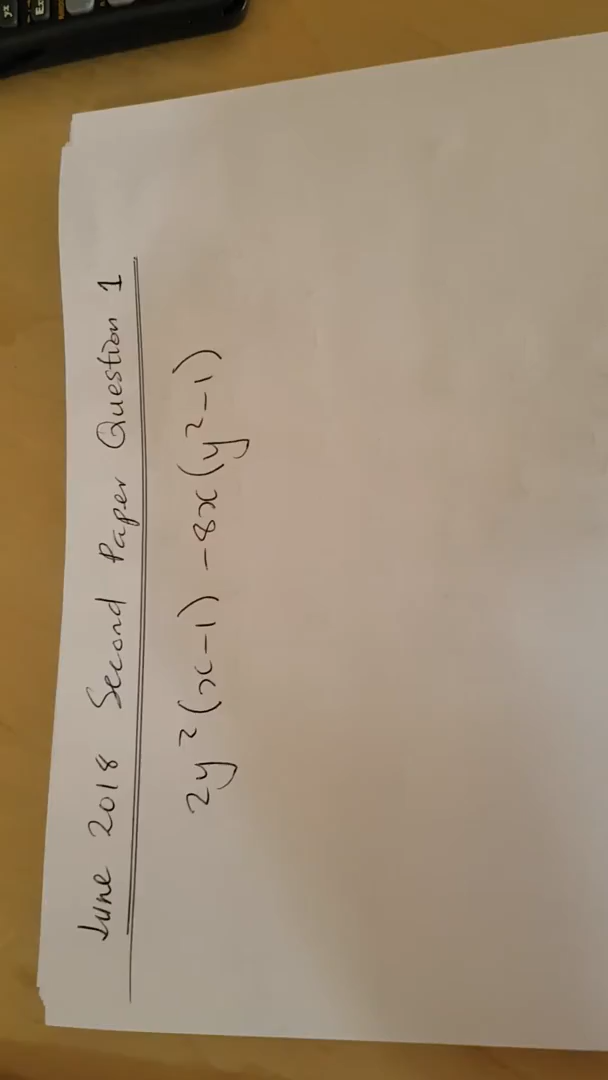 June 2018 Second Paper Question 1
2y²(x-1) - 8x(y²-1)